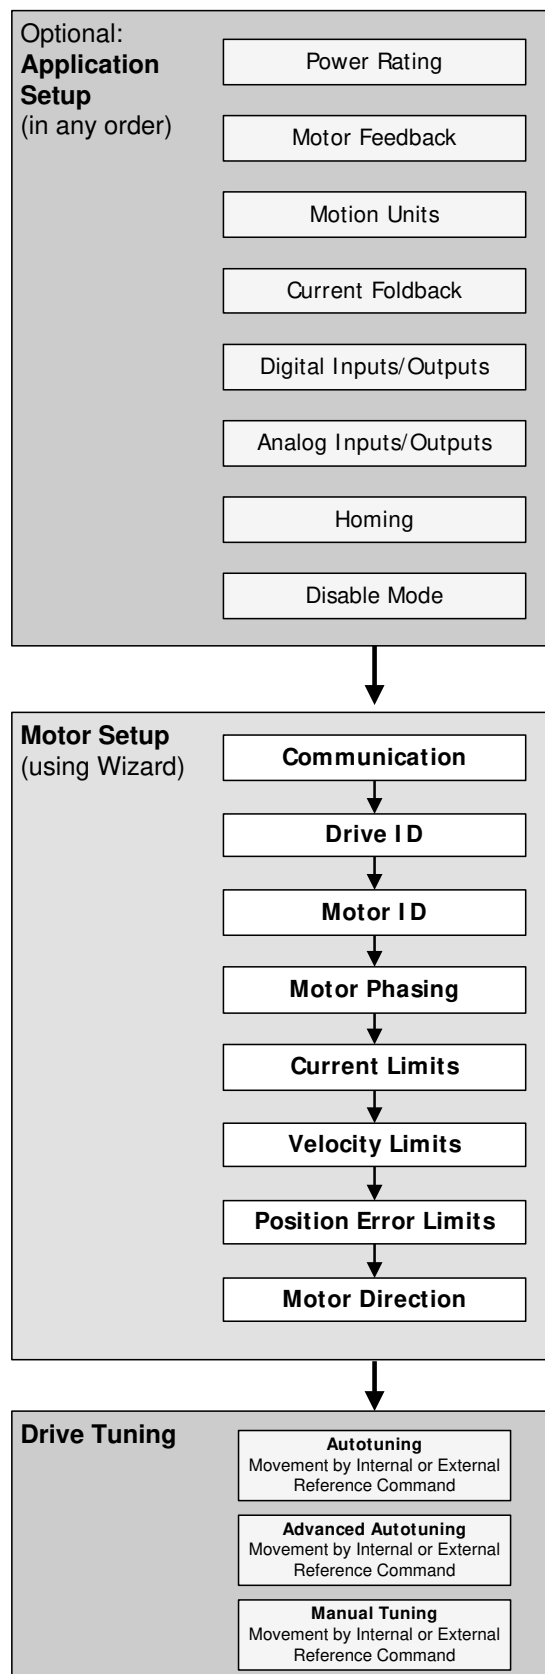 Optional:
Application
Setup
(in any order)
Power Rating
Motor Feedback
Motion Units
Current Foldback
Digital Inputs/Outputs
Analog Inputs/Outputs
Homing
Disable Mode
Motor Setup
(using Wizard)
Communication
Drive ID
Motor ID
Motor Phasing
Current Limits
Velocity Limits
Position Error Limits
Motor Direction
Drive Tuning
Autotuning
Movement by Internal or External
Reference Command
Advanced Autotuning
Movement by Internal or External
Reference Command
Manual Tuning
Movement by Internal or External
Reference Command